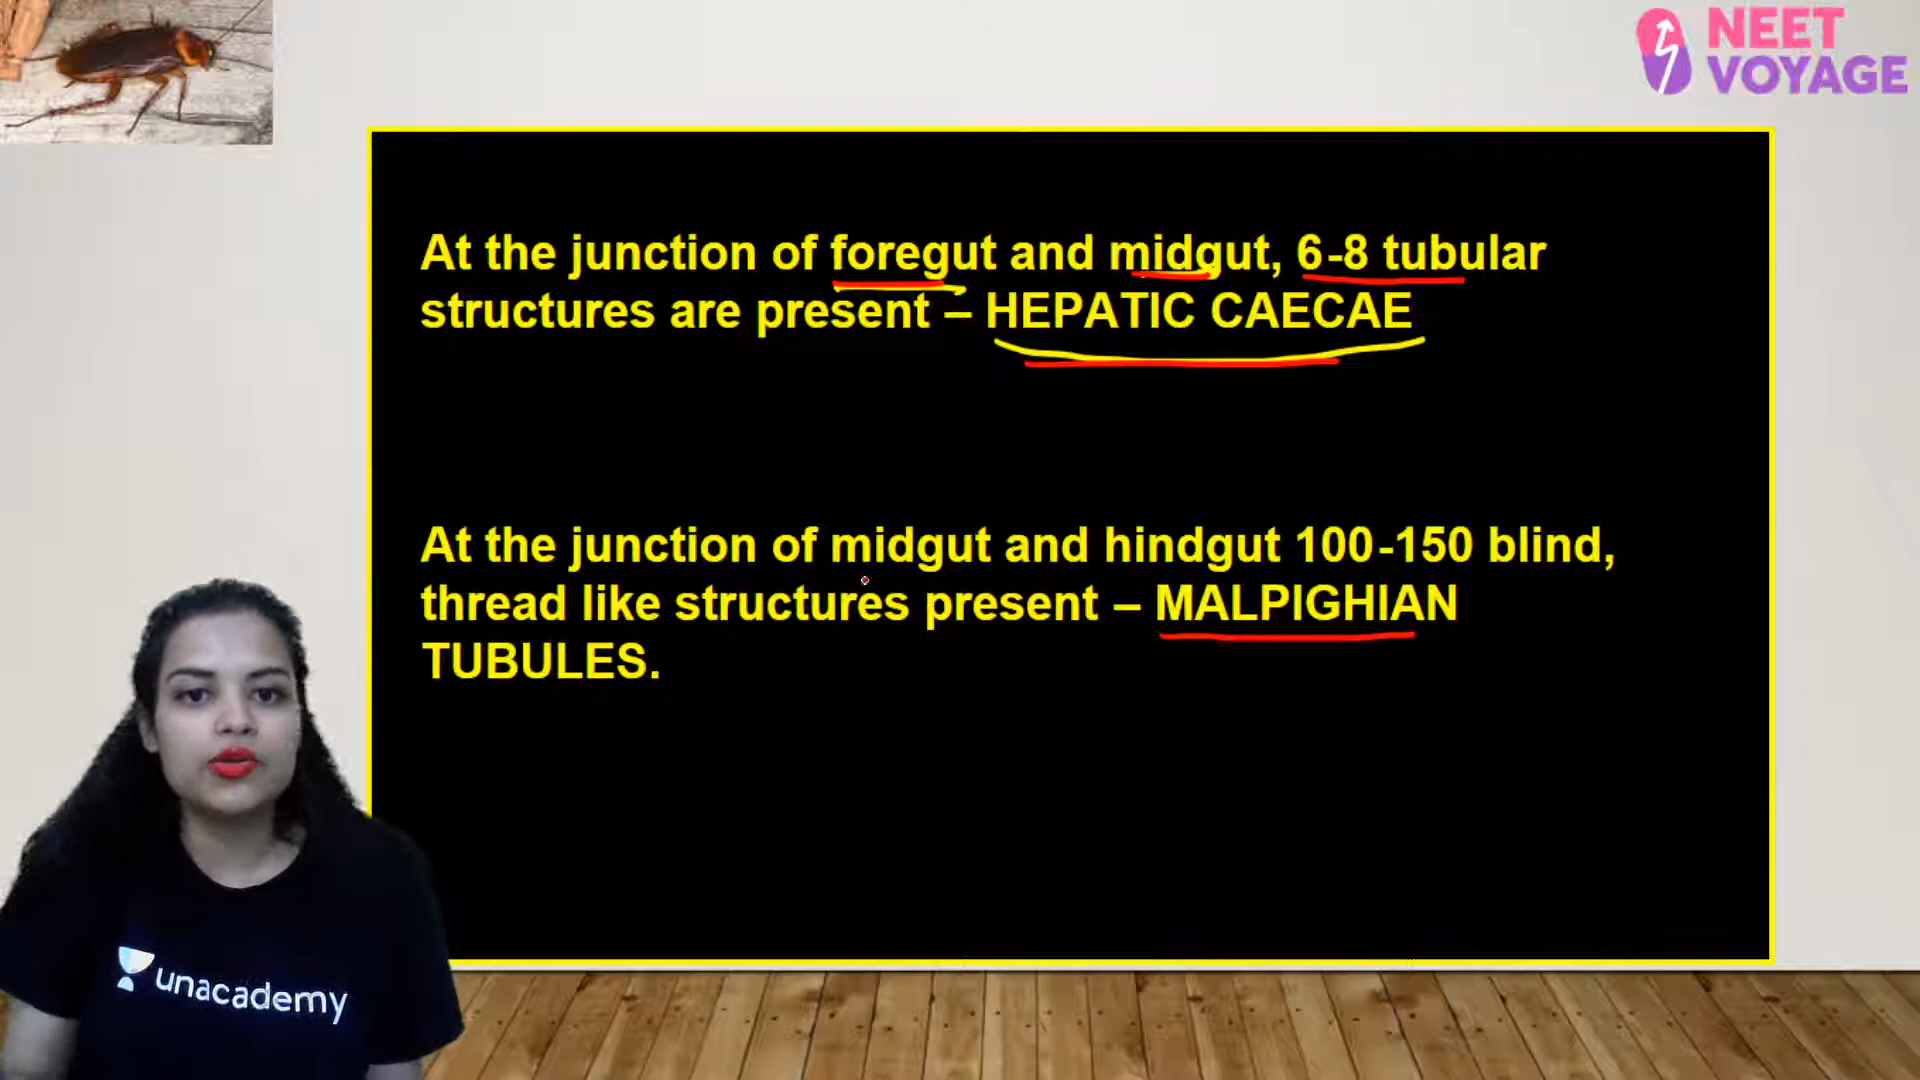 NEET
VOYAGE
At the junction of foregut and midgut, 6-8 tubular
structures are present – HEPATIC CAECAE
At the junction of midgut and hindgut 100-150 blind,
thread like structures present – MALPIGHIAN
TUBULES.
unacademy